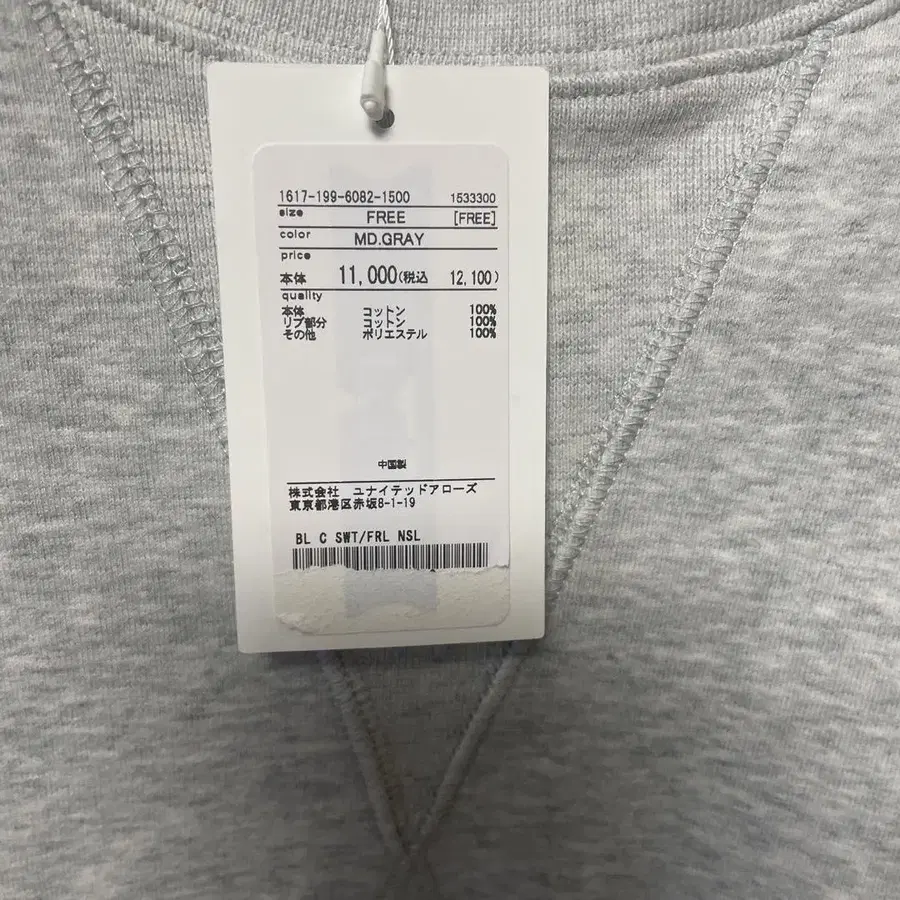 1617-199-6082-1500 1533300
size FREE [FREE]
color MD.GRAY
price
本体 11,000(税込 12,100)
quality
本体 コットン 100%
リブ部分 コットン 100%
その他 ポリエステル 100%
中国製
株式会社 ユナイテッドアローズ
東京都港区赤坂8-1-19
BL C SWT/FRL NSL